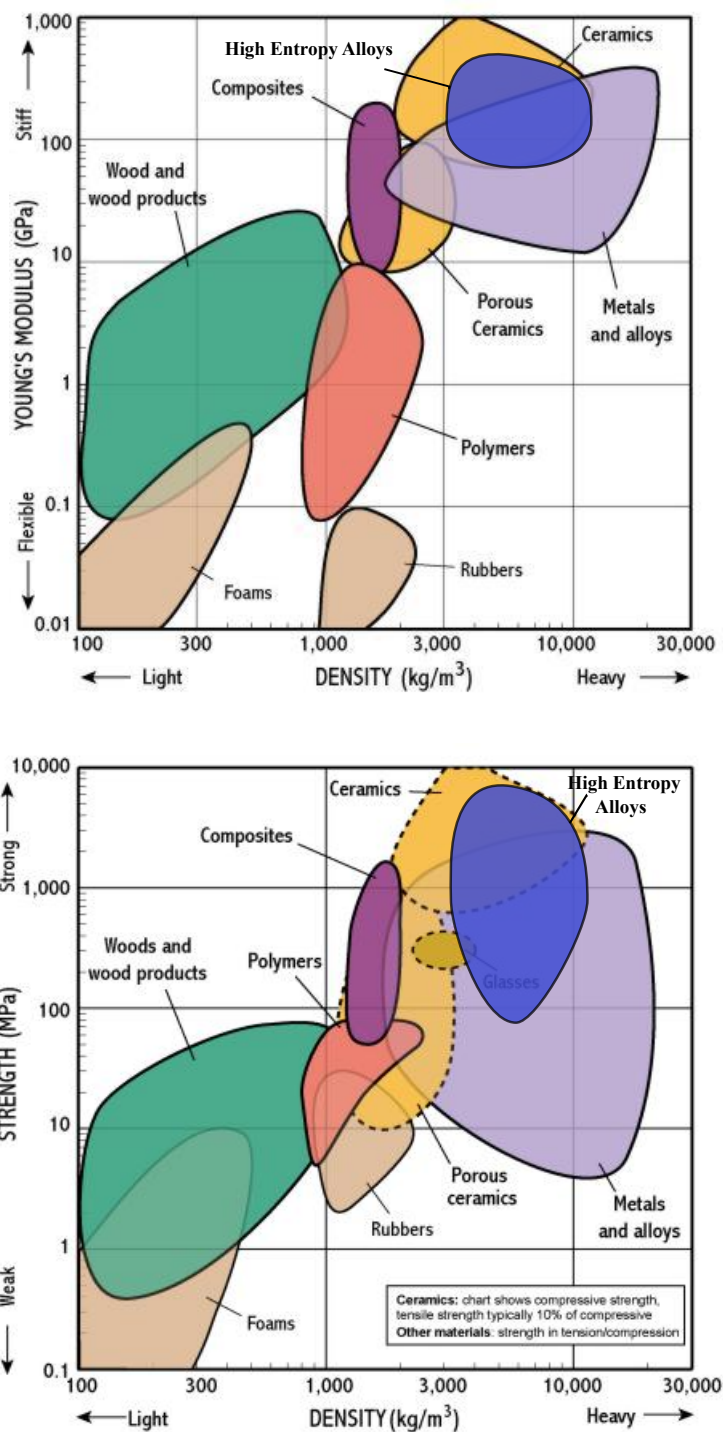 1,000
High Entropy Alloys
Ceramics
Composites
Stiff
100
Wood and
wood products
YOUNG'S MODULUS (GPa)
10
Porous
Ceramics
Metals
and alloys
1
Polymers
0.1
Flexible
Rubbers
Foams
0.01
100 300 1,000 3,000 10,000 30,000
Light DENSITY (kg/m³) Heavy
10,000
Ceramics
High Entropy
Alloys
Strong
Composites
1,000
Woods and
wood products
Polymers
Glasses
STRENGTH (MPa)
100
10
Porous
ceramics
Metals
and alloys
Rubbers
1
Weak
Ceramics: chart shows compressive strength,
tensile strength typically 10% of compressive
Other materials: strength in tension/compression
Foams
0.1
100 300 1,000 3,000 10,000 30,000
Light DENSITY (kg/m³) Heavy